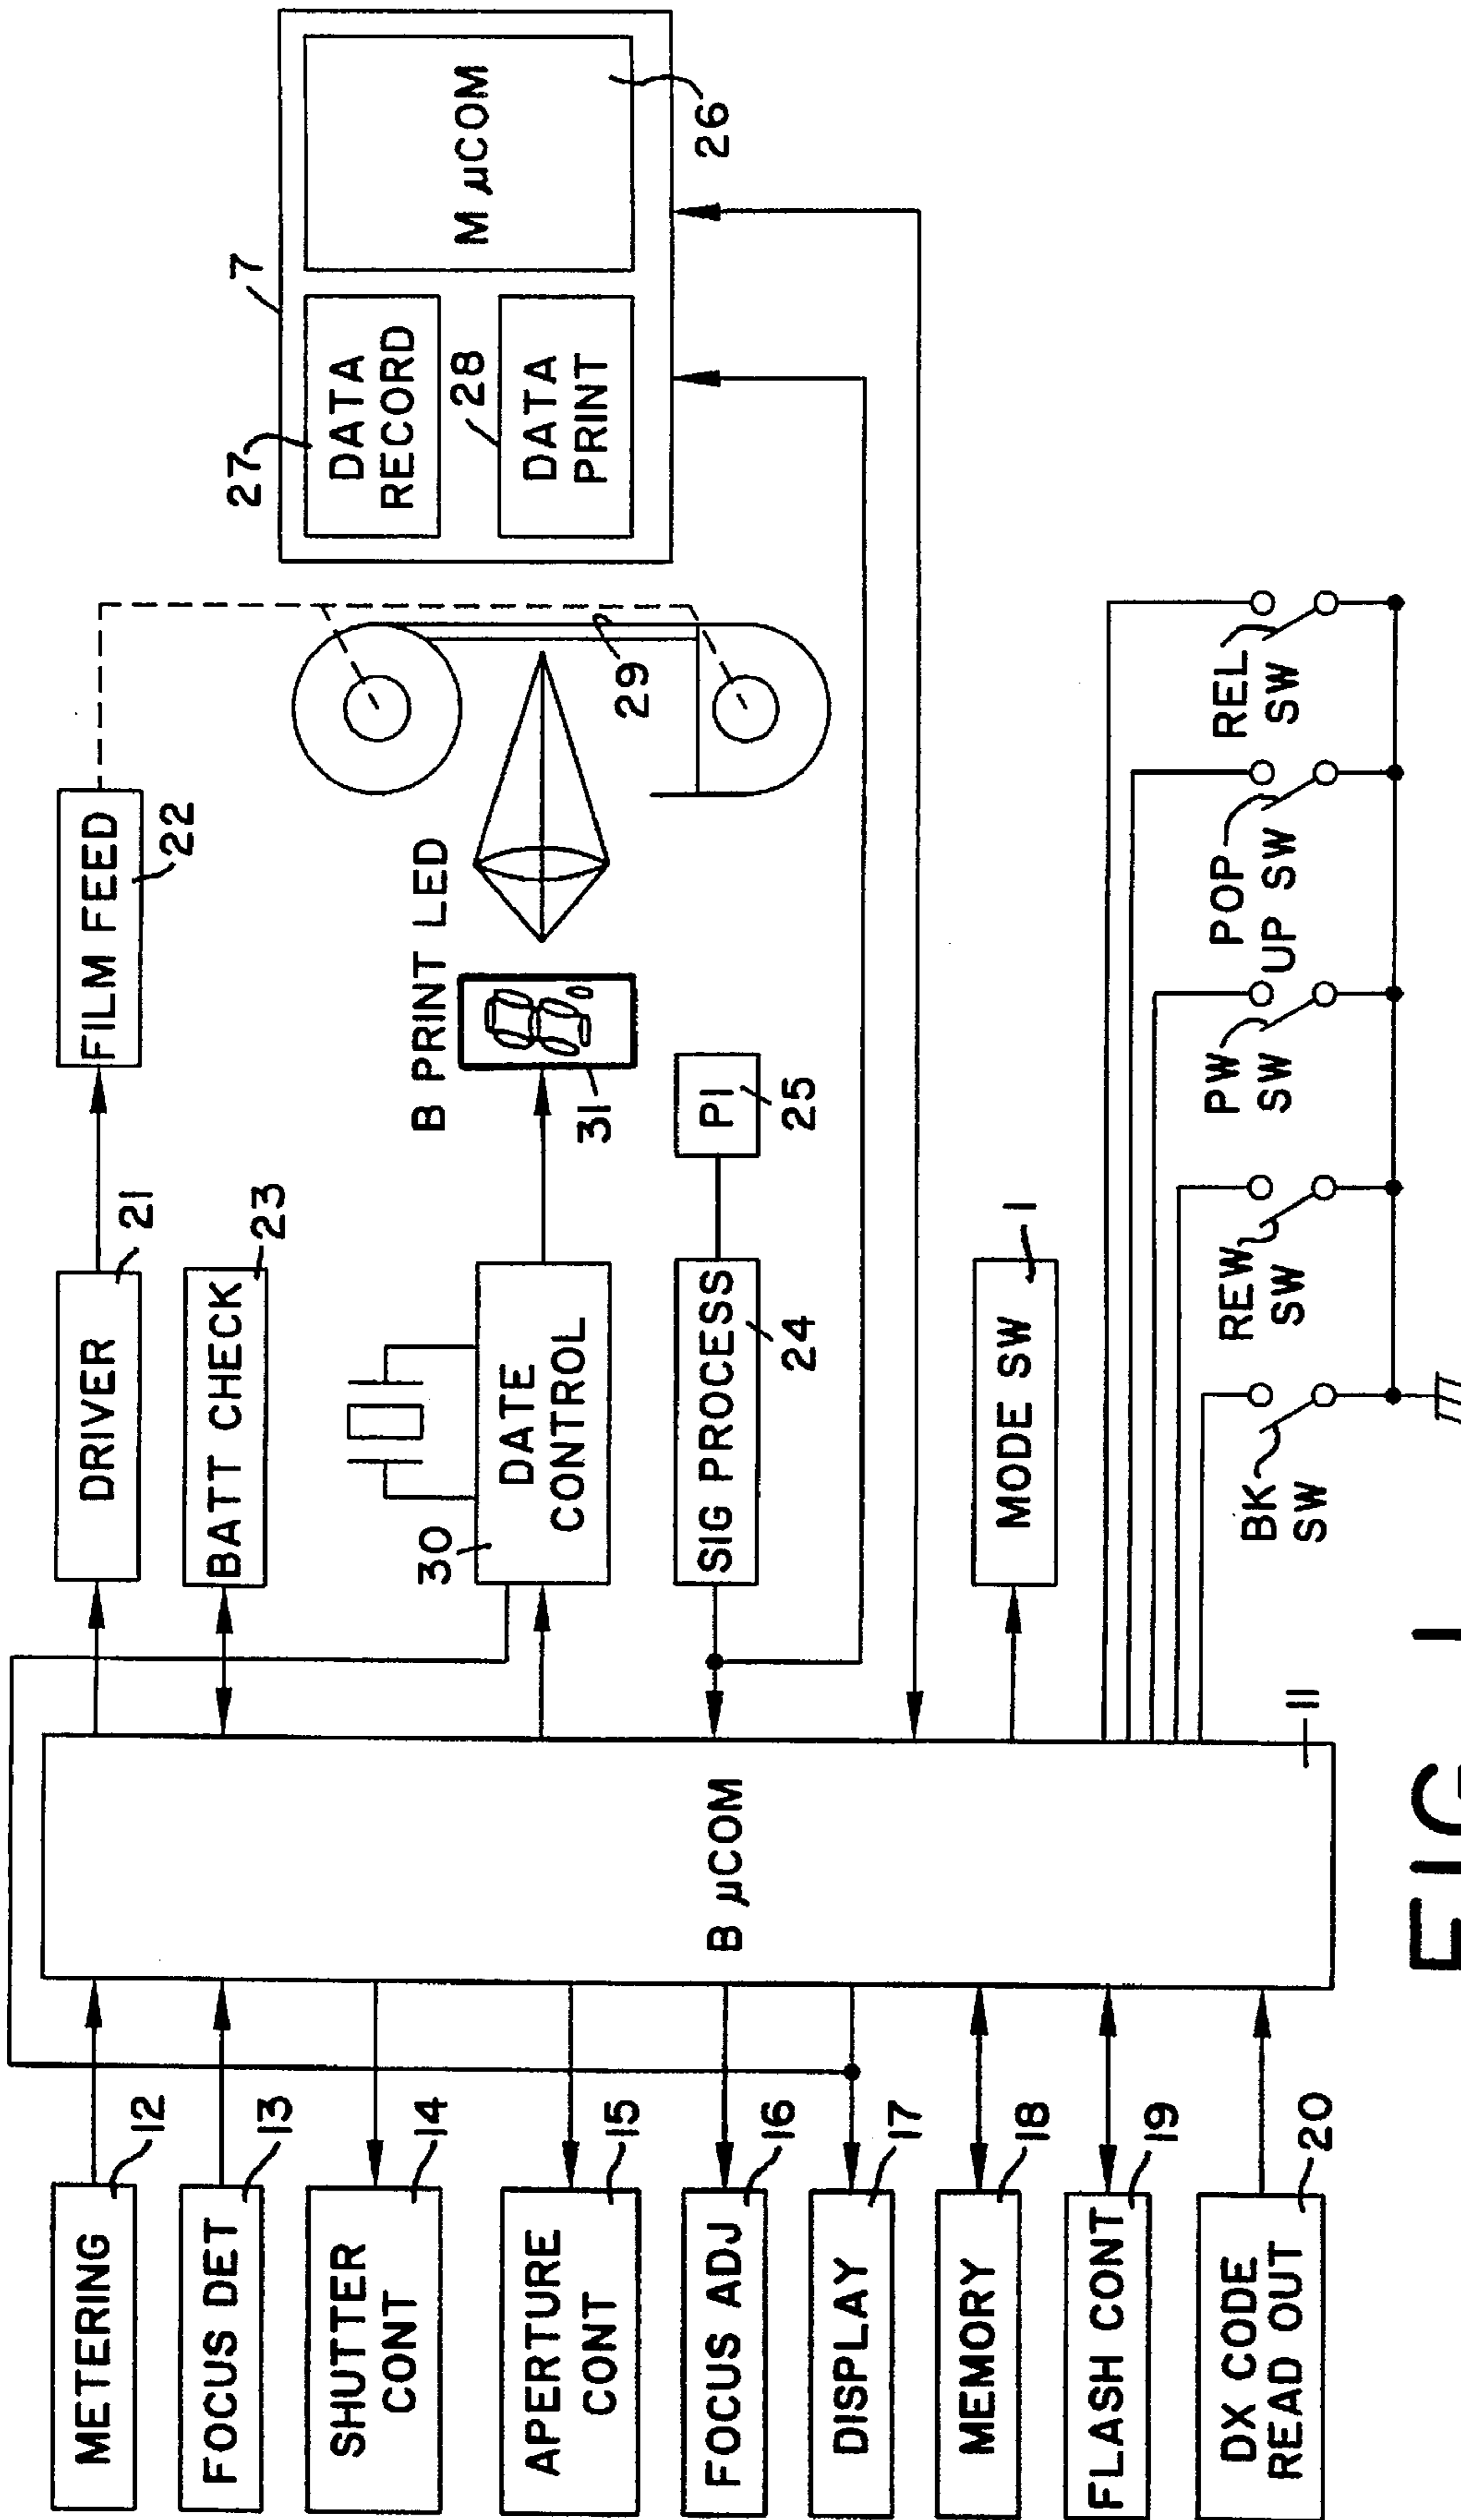 METERING
12
FOCUS DET
13
SHUTTER
CONT
14
APERTURE
CONT
15
FOCUS ADJ
16
DISPLAY
17
MEMORY
18
FLASH CONT
19
DX CODE
READ OUT
20
B μCOM
11
DRIVER
21
FILM FEED
22
BATT CHECK
23
DATE
CONTROL
30
B PRINT LED
31
29
SIG PROCESS
24
PI
25
MODE SW
1
BK
SW
REW
SW
PW
SW
POP
UP SW
REL
SW
7
DATA
RECORD
27
DATA
PRINT
28
M μCOM
26
FIG. 1